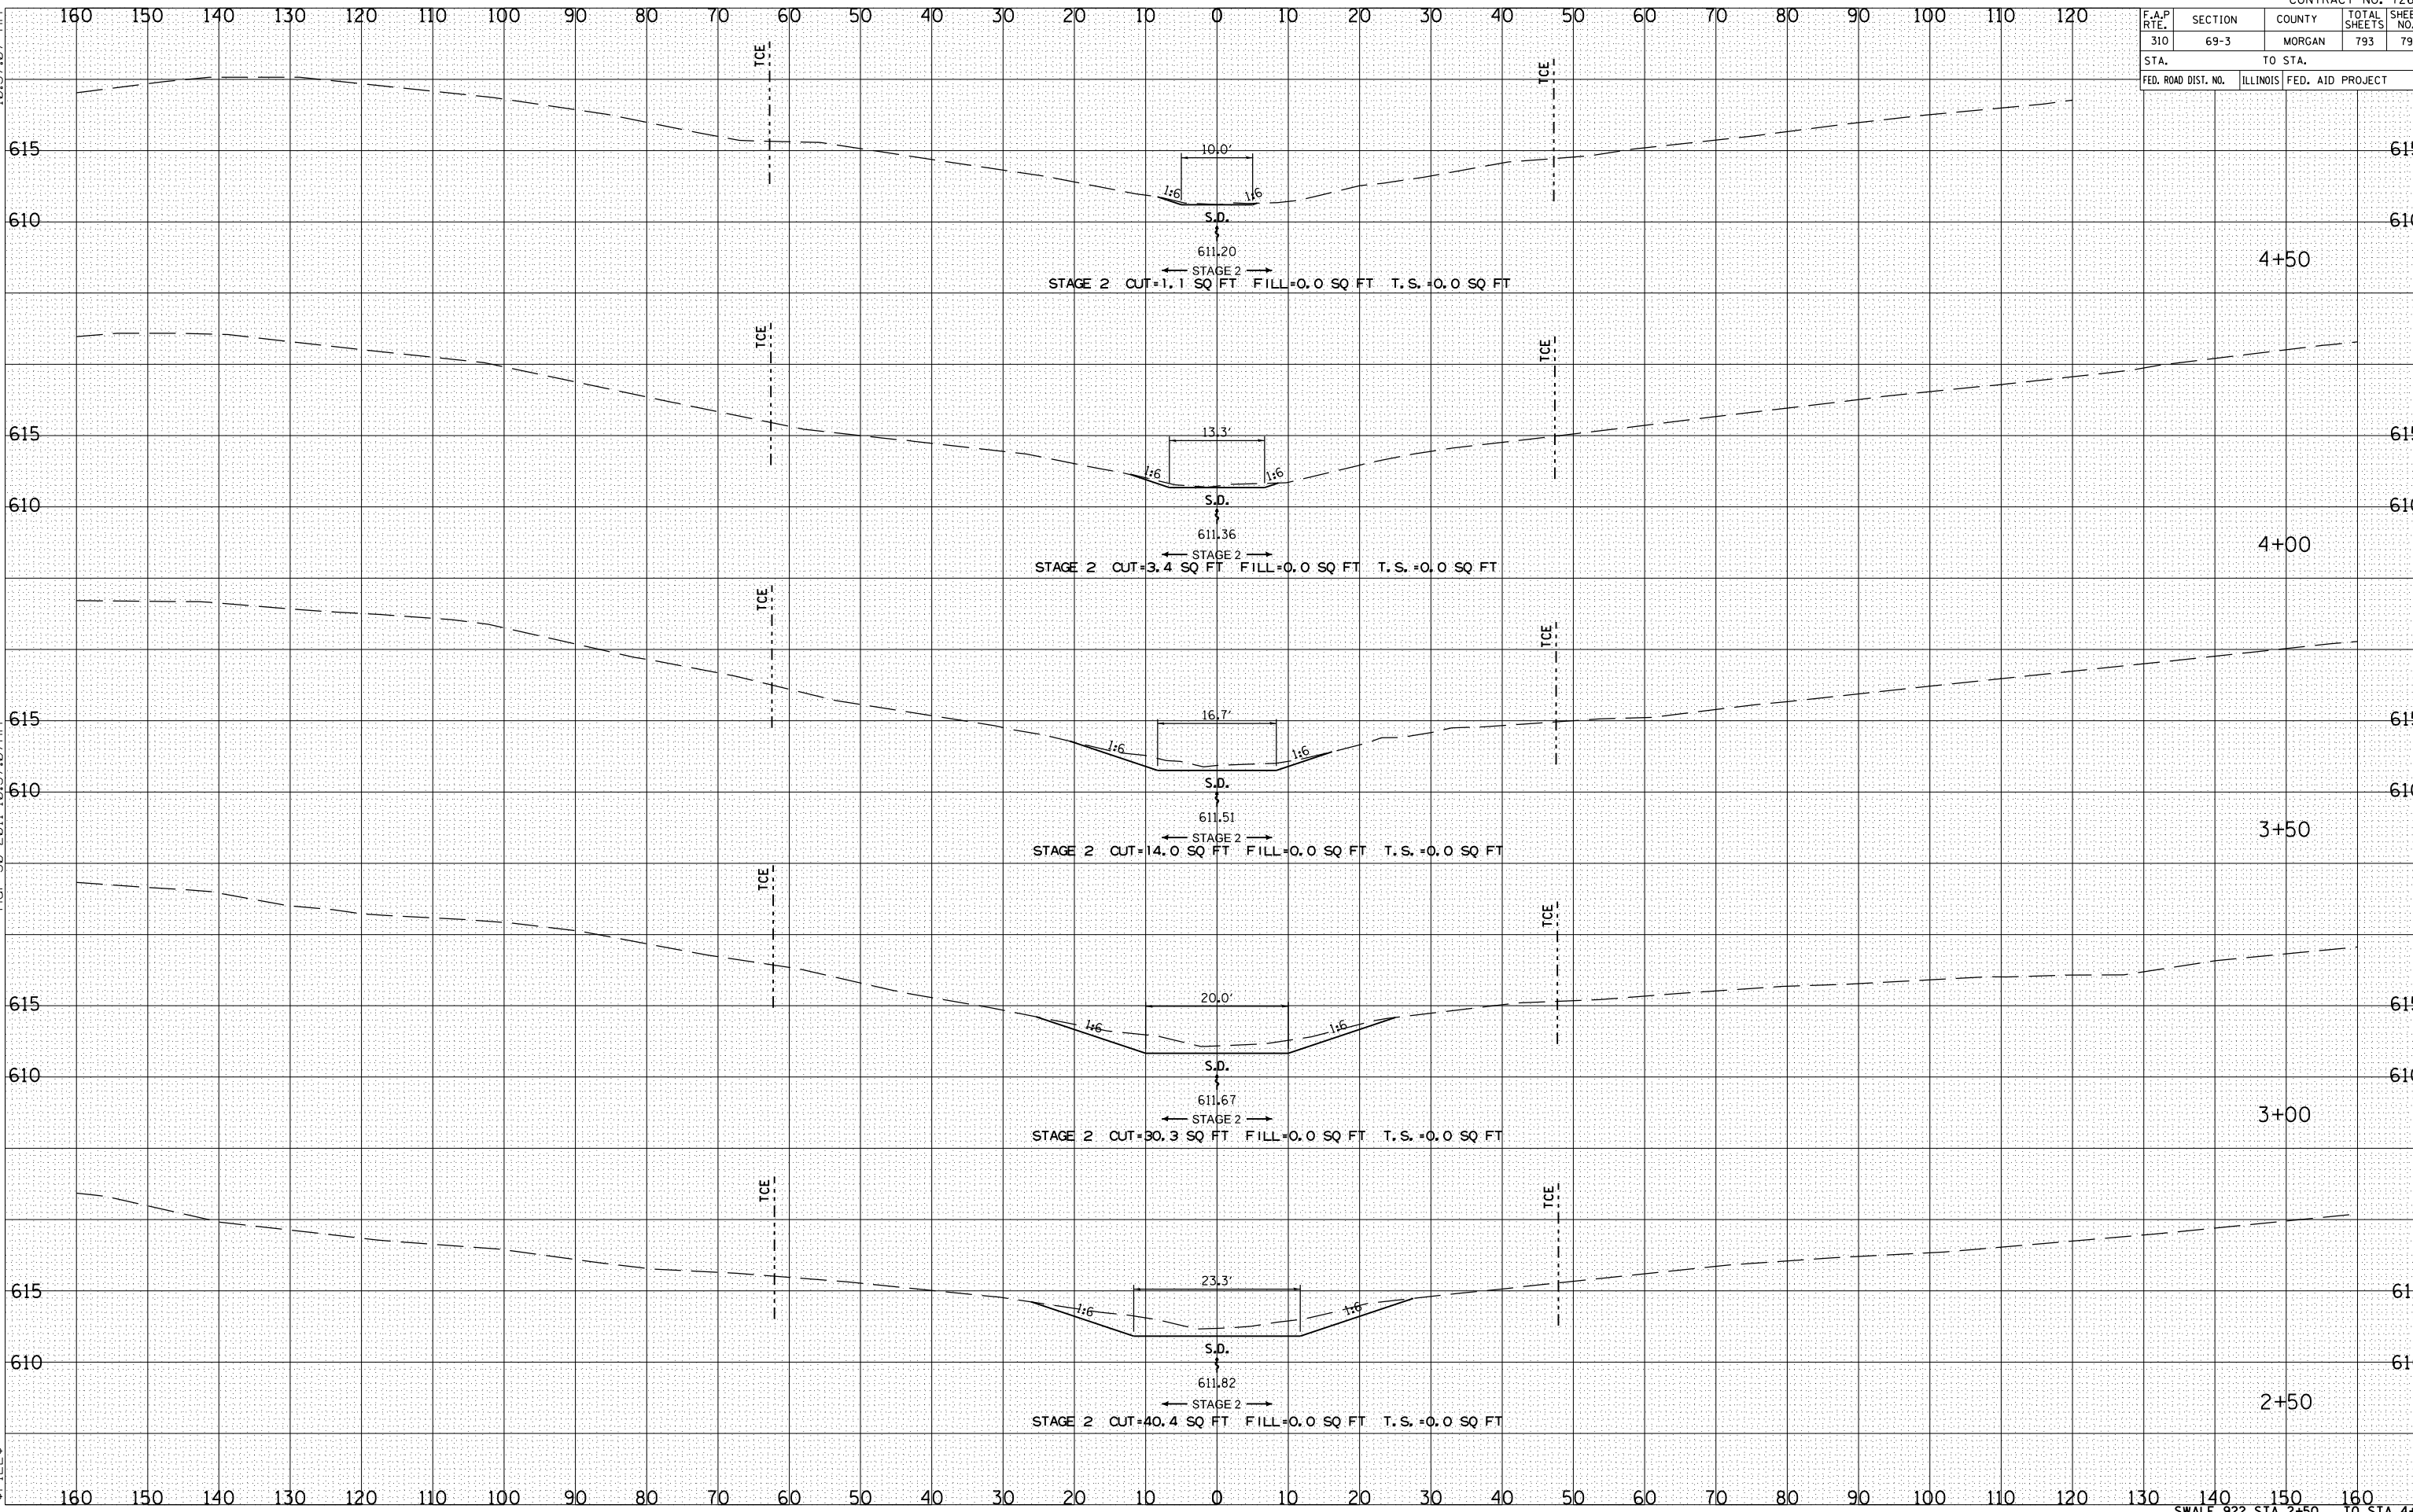 160 150 140 130 120 110 100 90 80 70 60 50 40 30 20 10 0 10 20 30 40 50 60 70 80 90 100 110 120
CONTRACT NO.
F.A.P RTE. SECTION COUNTY TOTAL SHEETS
310 69-3 MORGAN 793
STA. TO STA.
FED. ROAD DIST. NO. ILLINOIS FED. AID PROJECT
TCE TCE
615
10.0'
1:6 1:6
610
S.D.
611.20
4+50
STAGE 2
STAGE 2 CUT=1.1 SQ FT FILL=0.0 SQ FT T.S.=0.0 SQ FT
TCE TCE
615
13.3'
1:6 1:6
610
S.D.
611.36
4+00
STAGE 2
STAGE 2 CUT=3.4 SQ FT FILL=0.0 SQ FT T.S.=0.0 SQ FT
TCE TCE
615
16.7'
1:6 1:6
610
S.D.
611.51
3+50
STAGE 2
STAGE 2 CUT=14.0 SQ FT FILL=0.0 SQ FT T.S.=0.0 SQ FT
TCE TCE
615
20.0'
1:6 1:6
610
S.D.
611.67
3+00
STAGE 2
STAGE 2 CUT=30.3 SQ FT FILL=0.0 SQ FT T.S.=0.0 SQ FT
TCE TCE
615
23.3'
1:6 1:6
610
S.D.
611.82
2+50
STAGE 2
STAGE 2 CUT=40.4 SQ FT FILL=0.0 SQ FT T.S.=0.0 SQ FT
160 150 140 130 120 110 100 90 80 70 60 50 40 30 20 10 0 10 20 30 40 50 60 70 80 90 100 110 120 130 140 150 160
SWALE 922 STA 2+50 TO STA